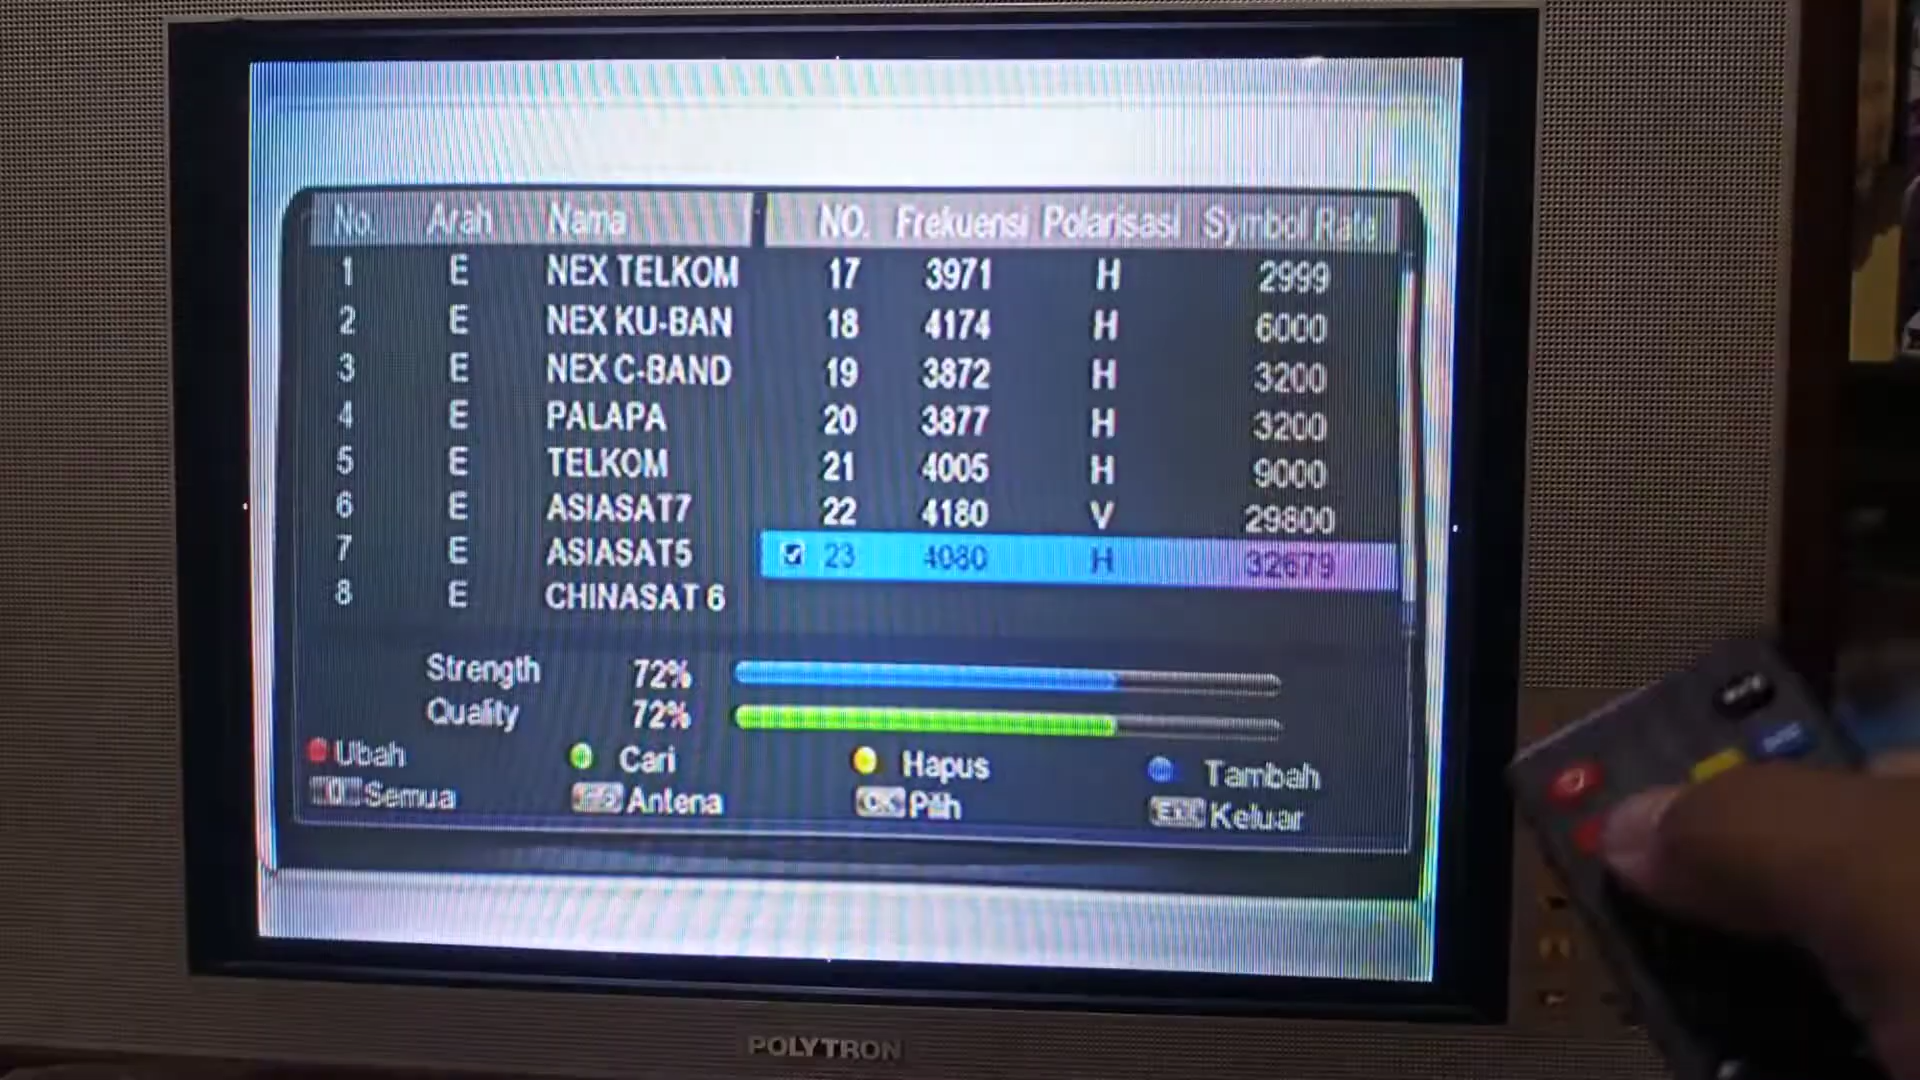 No. Arah Nama NO. Frekuensi Polarisasi Symbol Rate
1 E NEX TELKOM 17 3971 H 2999
2 E NEX KU-BAN 18 4174 H 6000
3 E NEX C-BAND 19 3872 H 3200
4 E PALAPA 20 3877 H 3200
5 E TELKOM 21 4005 H 9000
6 E ASIASAT7 22 4180 V 29800
7 E ASIASAT5 23 4080 H 32679
8 E CHINASAT 6
Strength 72%
Quality 72%
Ubah Cari Hapus Tambah
Semua Antena OK Pilih Keluar
POLYTRON